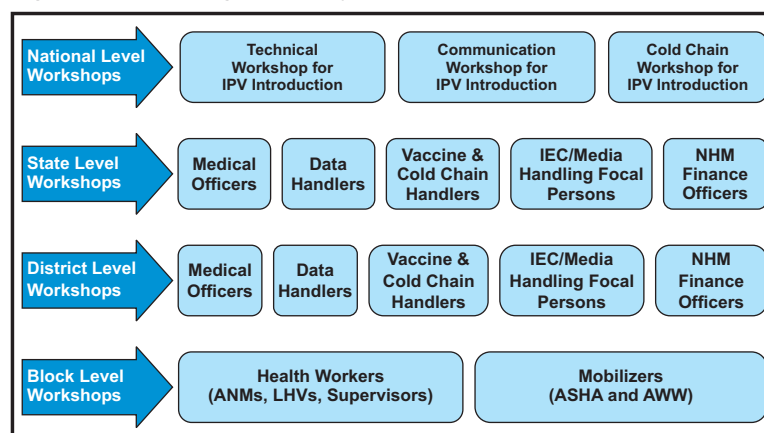 National Level
Workshops
Technical
Workshop for
IPV Introduction
Communication
Workshop for
IPV Introduction
Cold Chain
Workshop for
IPV Introduction
State Level
Workshops
Medical
Officers
Data
Handlers
Vaccine &
Cold Chain
Handlers
IEC/Media
Handling Focal
Persons
NHM
Finance
Officers
District Level
Workshops
Medical
Officers
Data
Handlers
Vaccine &
Cold Chain
Handlers
IEC/Media
Handling Focal
Persons
NHM
Finance
Officers
Block Level
Workshops
Health Workers
(ANMs, LHVs, Supervisors)
Mobilizers
(ASHA and AWW)